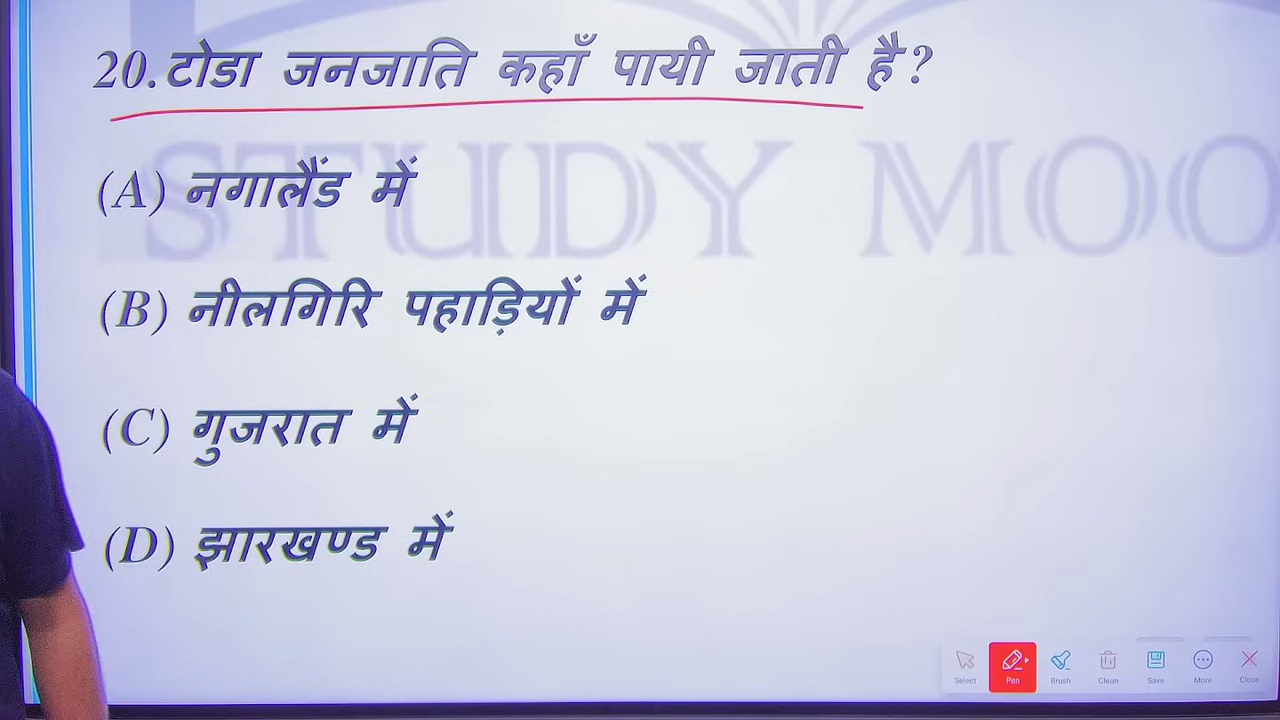 20. टोडा जनजाति कहाँ पायी जाती है?
STUDY MOO
(A) नगालैंड में
(B) नीलगिरि पहाड़ियों में
(C) गुजरात में
(D) झारखण्ड में
Select Pen Brush Clean Save More Close